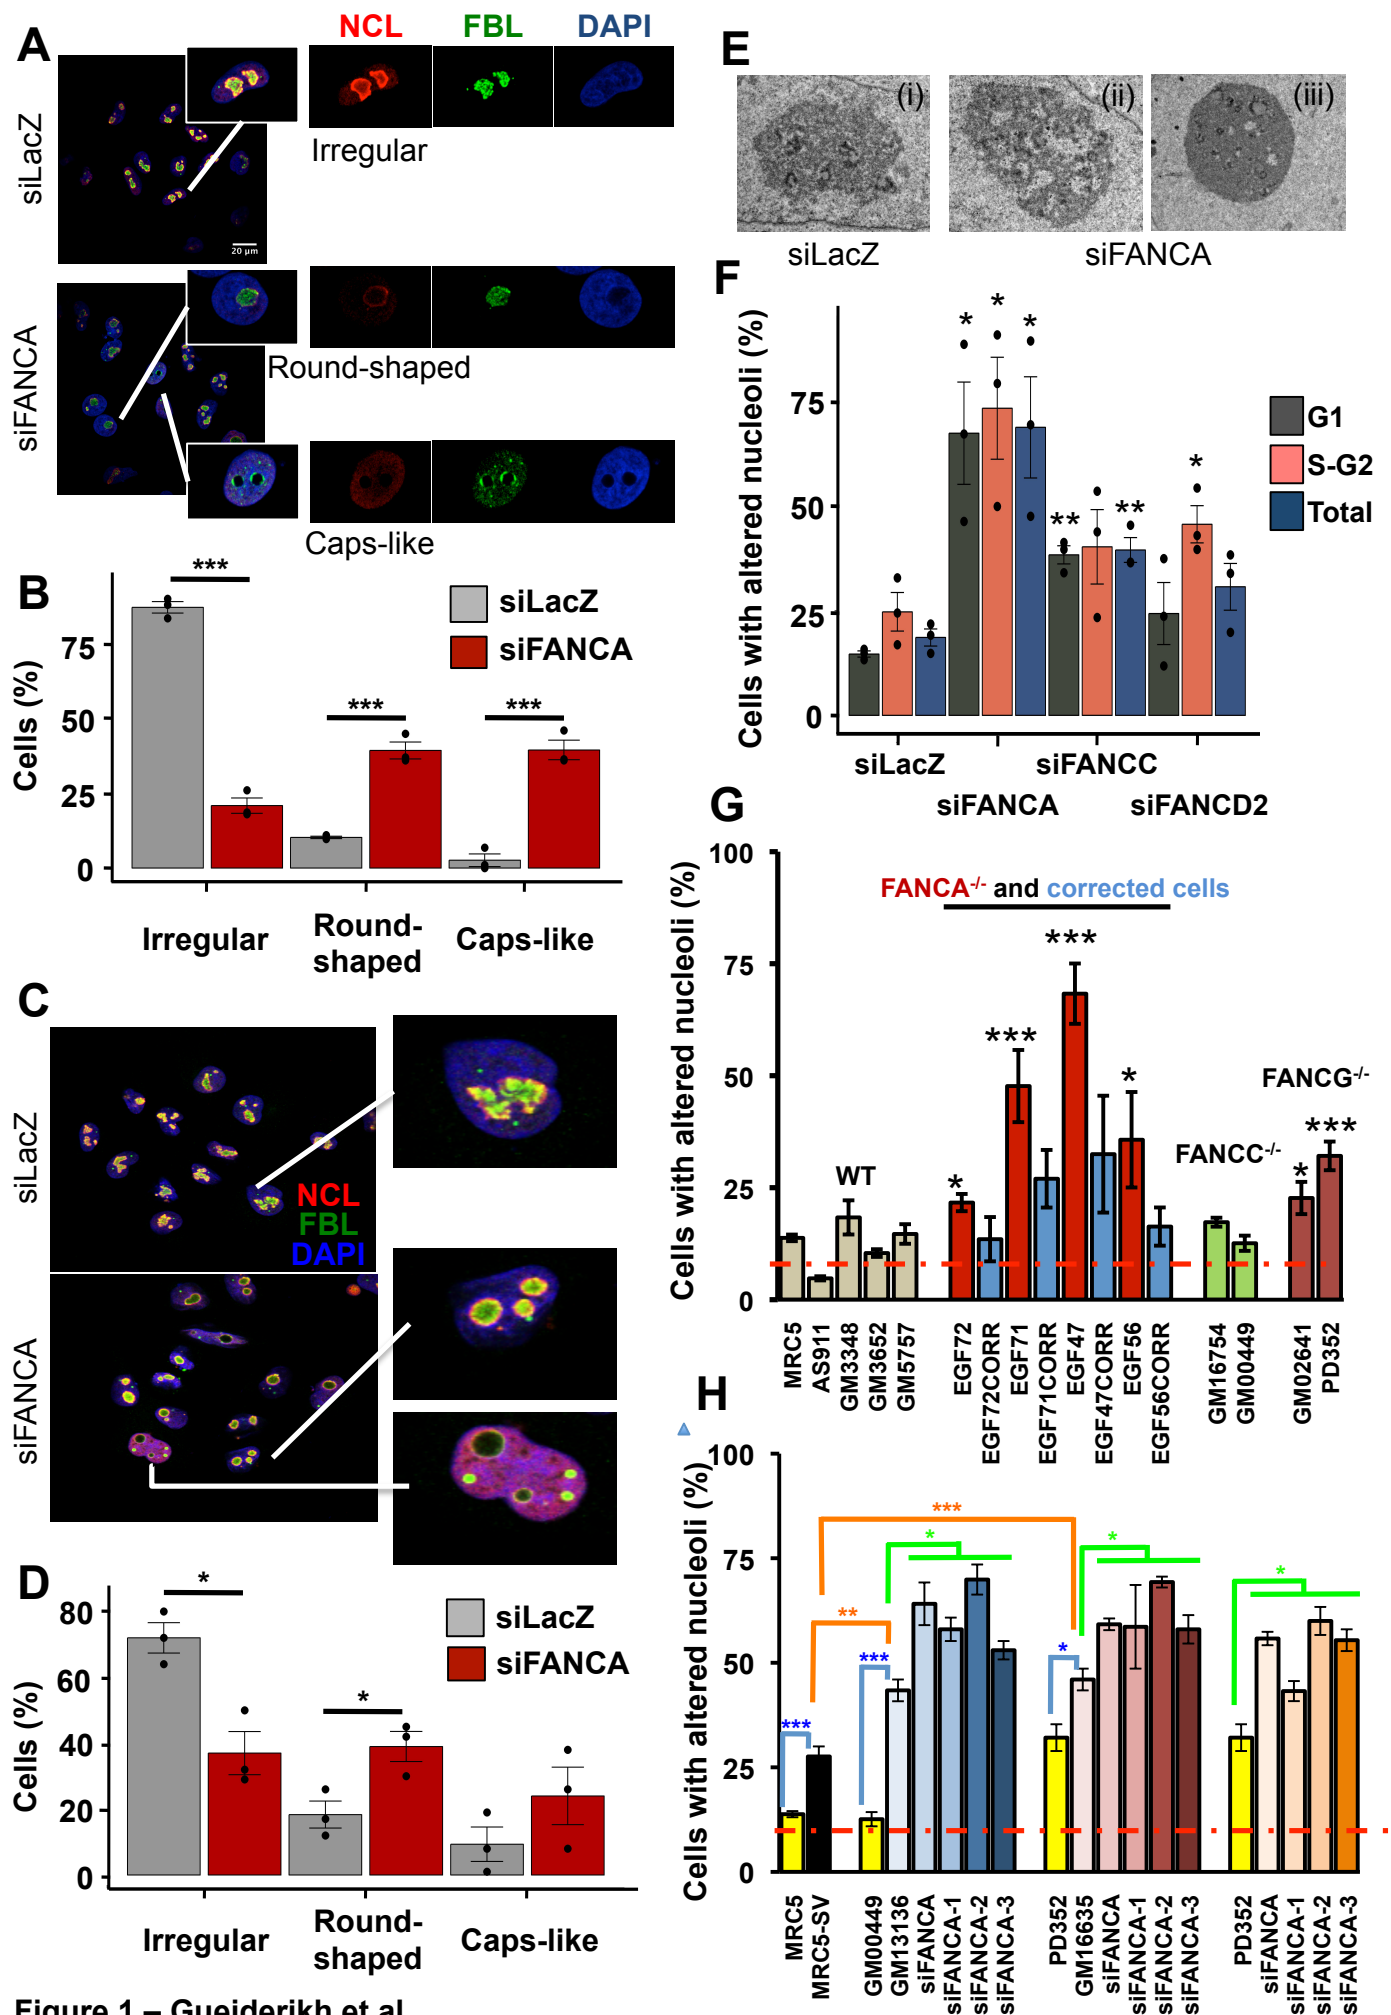 A
NCL FBL DAPI
siLacZ
Irregular
20 µm
siFANCA
Round-shaped
Caps-like
B
***
***
***
siLacZ
siFANCA
Cells (%)
75
50
25
0
Irregular
Round-
shaped
Caps-like
C
siLacZ
NCL
FBL
DAPI
siFANCA
D
*
*
siLacZ
siFANCA
Cells (%)
80
60
40
20
0
Irregular
Round-
shaped
Caps-like
E
(i)
(ii)
(iii)
siLacZ
siFANCA
F
Cells with altered nucleoli (%)
75
50
25
0
* * *
** **
*
G1
S-G2
Total
siLacZ
siFANCA
siFANCC
siFANCD2
G
Cells with altered nucleoli (%)
100
75
50
25
0
FANCA-/- and corrected cells
WT
*
***
***
*
FANCC-/-
FANCG-/-
*
***
MRC5
AS911
GM3348
GM3652
GM5757
EGF72
EGF72CORR
EGF71
EGF71CORR
EGF47
EGF47CORR
EGF56
EGF56CORR
GM16754
GM00449
GM02641
PD352
H
Cells with altered nucleoli (%)
100
75
50
25
0
***
**
***
***
*
*
*
*
MRC5
MRC5-SV
GM00449
GM13136
siFANCA
siFANCA-1
siFANCA-2
siFANCA-3
PD352
GM16635
siFANCA
siFANCA-1
siFANCA-2
siFANCA-3
PD352
siFANCA
siFANCA-1
siFANCA-2
siFANCA-3
Figure 1 – Gueiderikh et al